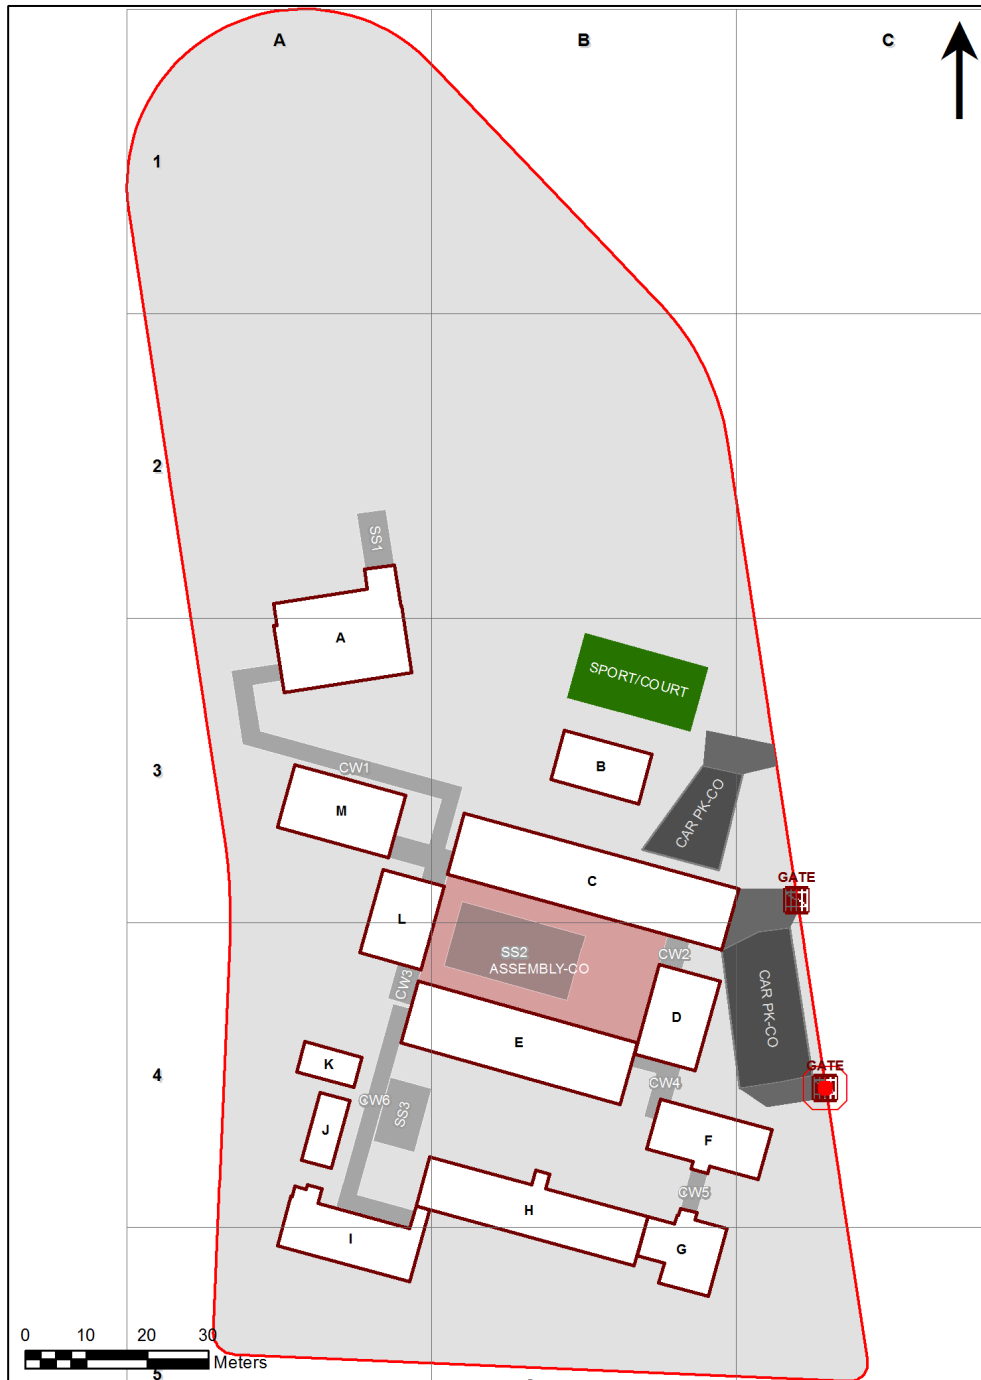 A B C
1
2
SS1
A
SPORT/COURT
3
CW1
B
CAR PK-CO
M
C
GATE
L
SS2
ASSEMBLY-CO
CW2
CW3
CAR PK-CO
D
E
K
GATE
4
CW4
CW6
SS3
J
F
CW5
H
I
G
0 10 20 30
Meters
5